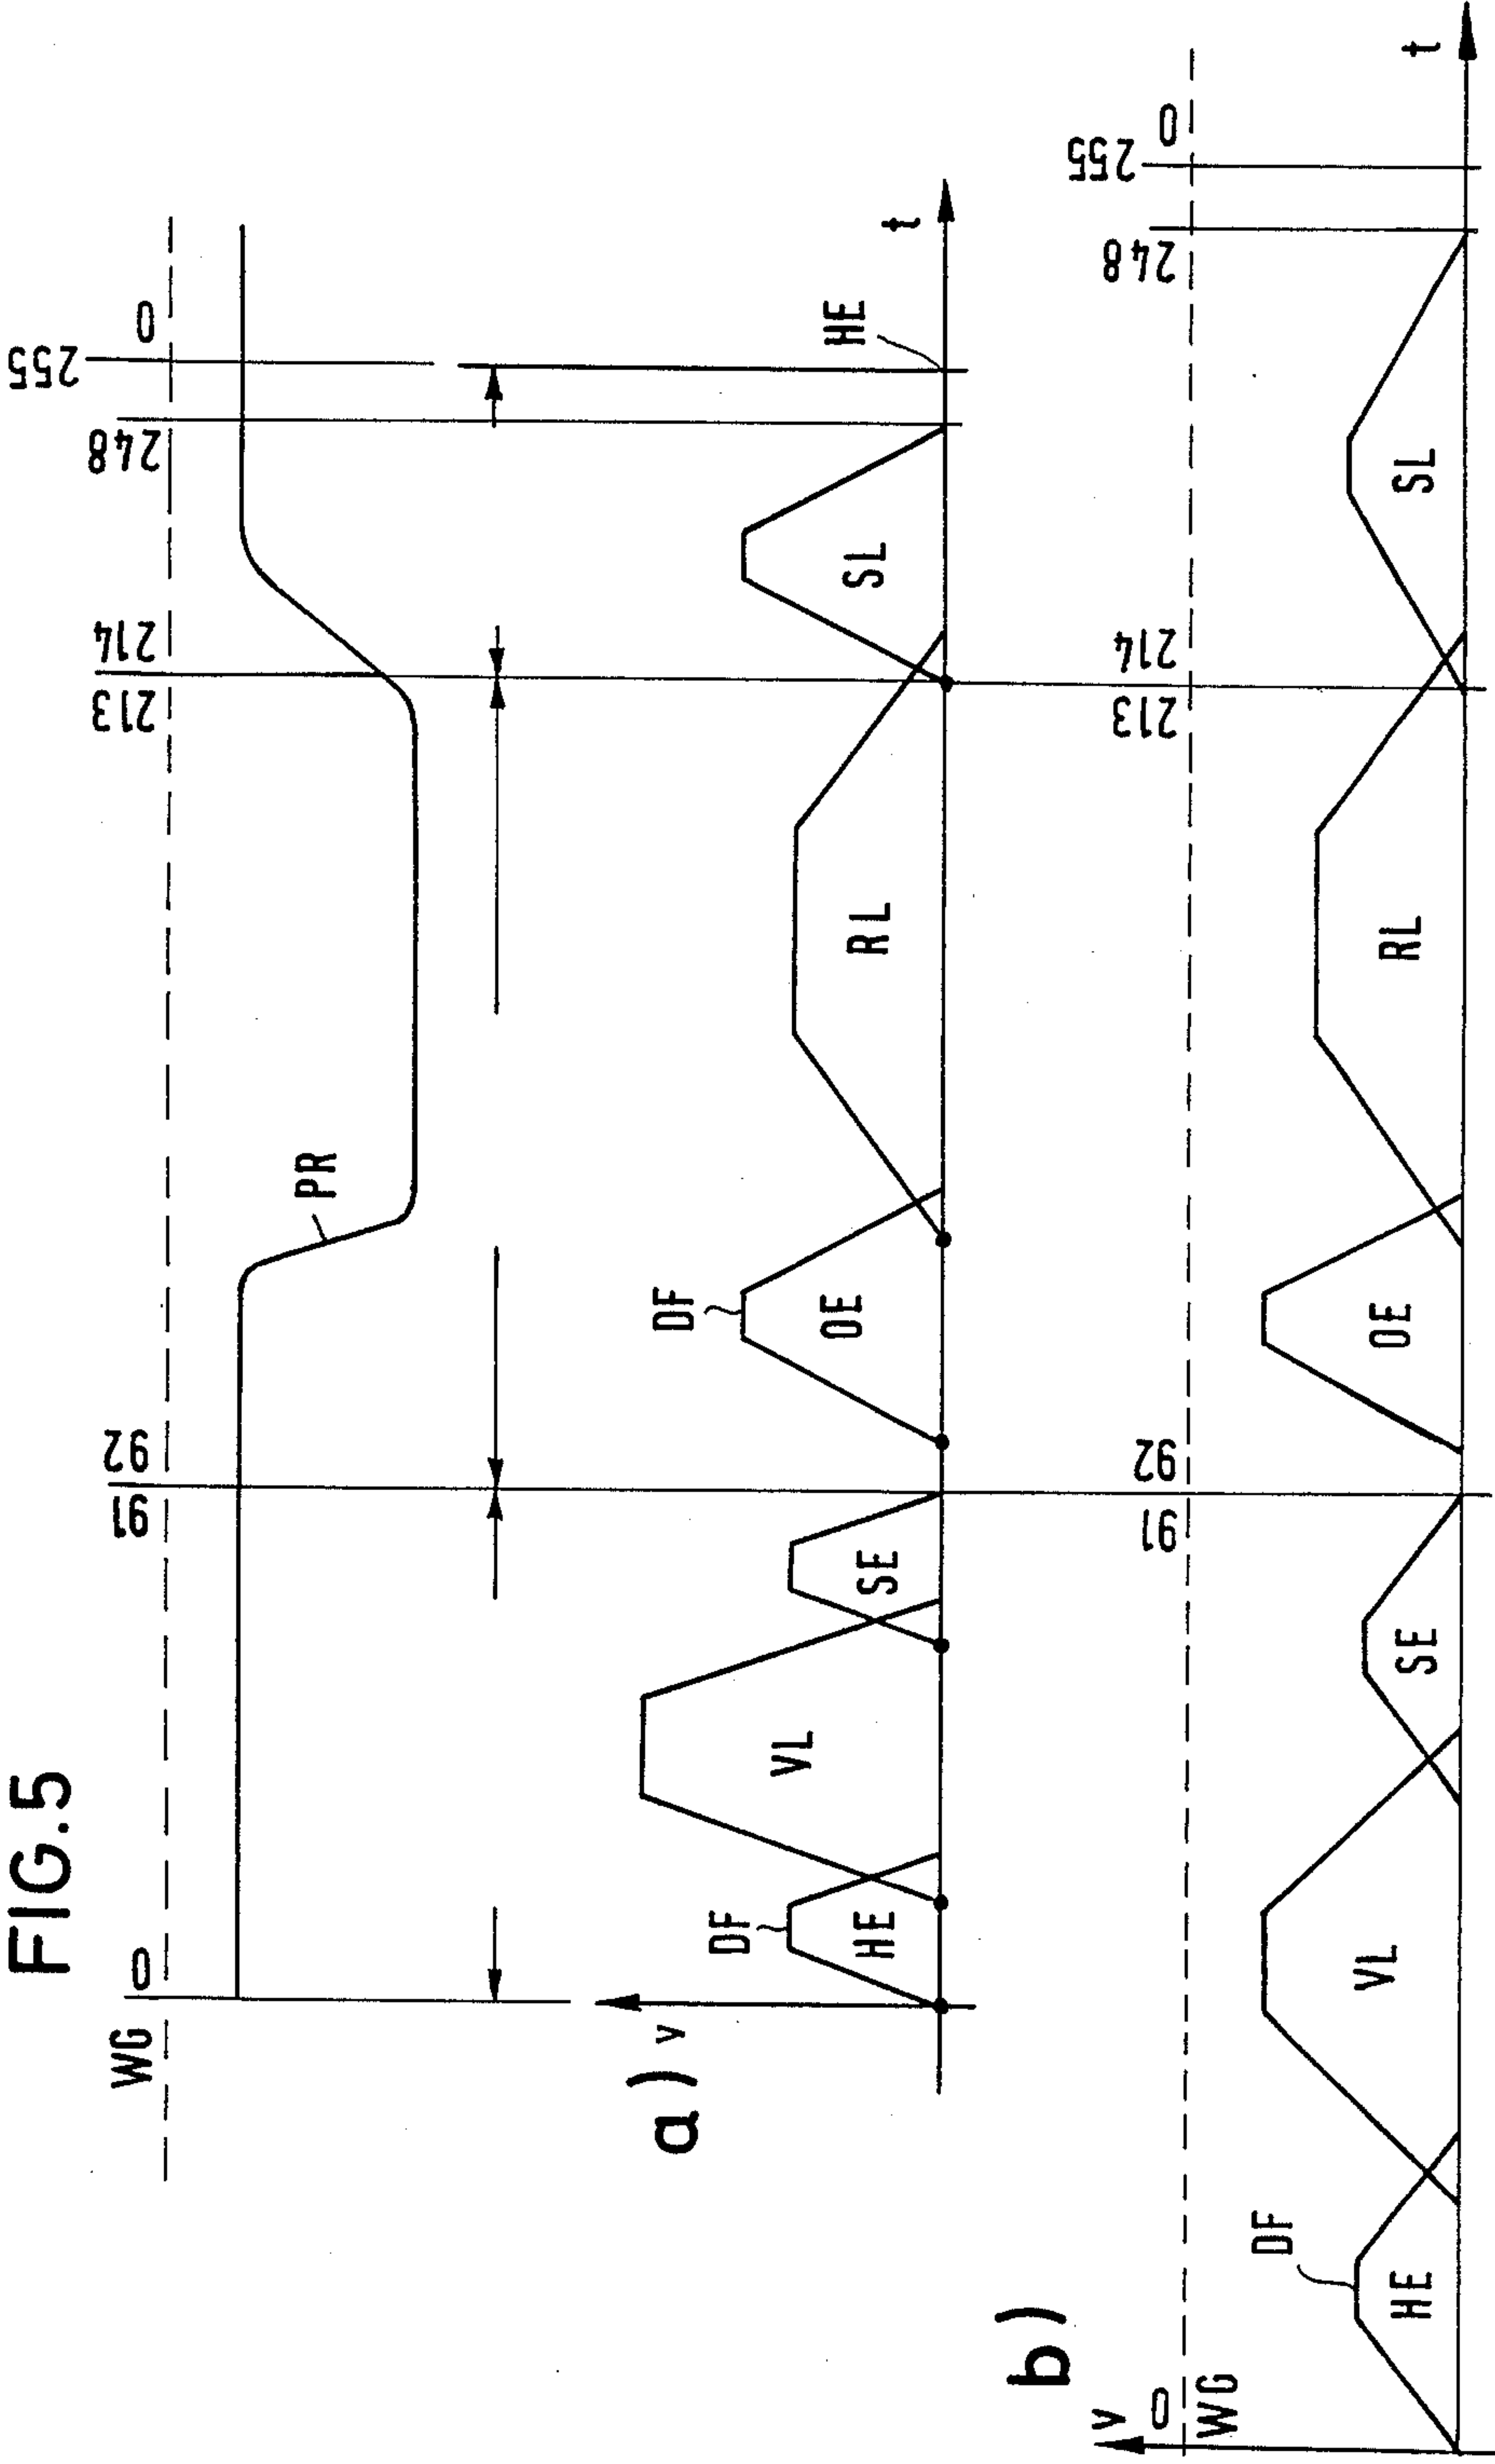 FIG.5
WG 0 91 92 213 214 248 255 0
PR
a) v
DF HE VL SE DF OE RL SL HE t
b)
v 0 91 92 213 214 248 255 0
WG
DF HE VL SE OE RL SL t